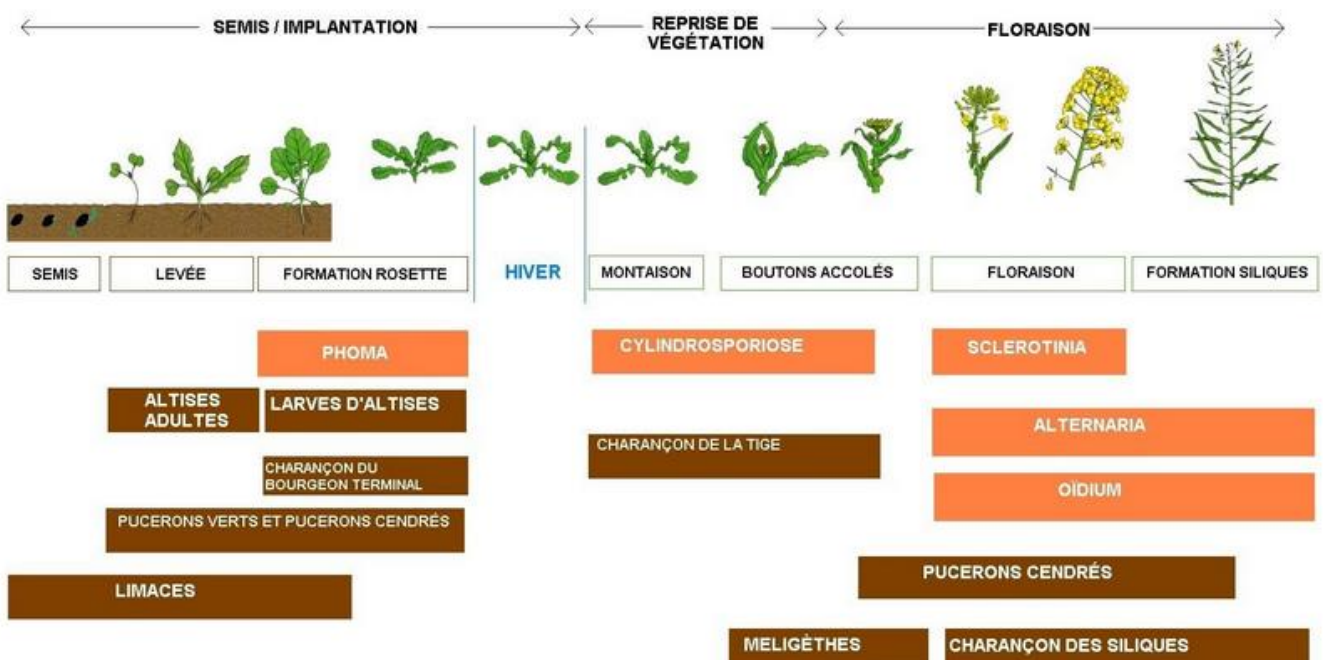 SEMIS / IMPLANTATION
REPRISE DE
VÉGÉTATION
FLORAISON
SEMIS
LEVÉE
FORMATION ROSETTE
HIVER
MONTAISON
BOUTONS ACCOLÉS
FLORAISON
FORMATION SILIQUES
PHOMA
CYLINDROSPORIOSE
SCLEROTINIA
ALTISES
ADULTES
LARVES D'ALTISES
ALTERNARIA
CHARANÇON DE LA TIGE
CHARANÇON DU
BOURGEON TERMINAL
OÏDIUM
PUCERONS VERTS ET PUCERONS CENDRÉS
PUCERONS CENDRÉS
LIMACES
MELIGÈTHES
CHARANÇON DES SILIQUES